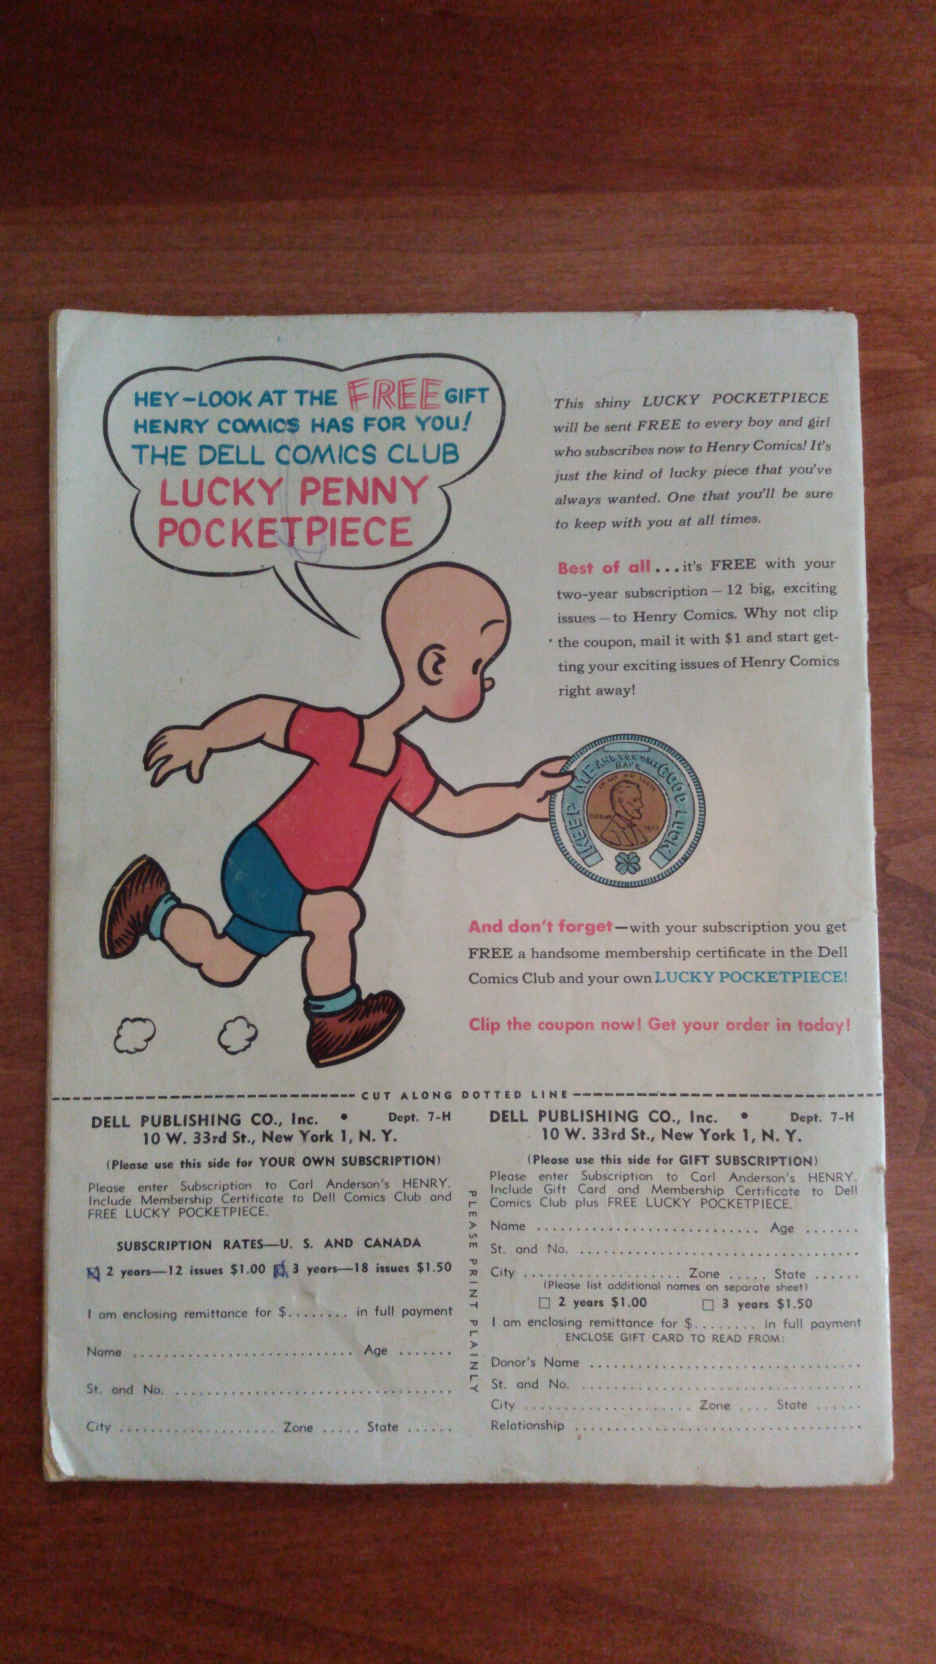 HEY-LOOK AT THE FREE GIFT
HENRY COMICS HAS FOR YOU!
THE DELL COMICS CLUB
LUCKY PENNY
POCKETPIECE
This shiny LUCKY POCKETPIECE
will be sent FREE to every boy and girl
who subscribes now to Henry Comics! It's
just the kind of lucky piece that you've
always wanted. One that you'll be sure
to keep with you at all times.
Best of all...it's FREE with your
two-year subscription — 12 big, exciting
issues — to Henry Comics. Why not clip
the coupon, mail it with $1 and start get-
ting your exciting issues of Henry Comics
right away!
KEEP ME GOOD LUCK
And don't forget—with your subscription you get
FREE a handsome membership certificate in the Dell
Comics Club and your own LUCKY POCKETPIECE!
Clip the coupon now! Get your order in today!
CUT ALONG DOTTED LINE
DELL PUBLISHING CO., Inc. • Dept. 7-H
10 W. 33rd St., New York 1, N. Y.
(Please use this side for YOUR OWN SUBSCRIPTION)
Please enter Subscription to Carl Anderson's HENRY.
Include Membership Certificate to Dell Comics Club and
FREE LUCKY POCKETPIECE.
SUBSCRIPTION RATES—U. S. AND CANADA
2 years—12 issues $1.00 3 years—18 issues $1.50
I am enclosing remittance for $........ in full payment
Name ............................ Age .......
St. and No. ...................................
City .................... Zone ..... State ......
PLEASE PRINT PLAINLY
DELL PUBLISHING CO., Inc. • Dept. 7-H
10 W. 33rd St., New York 1, N. Y.
(Please use this side for GIFT SUBSCRIPTION)
Please enter Subscription to Carl Anderson's HENRY.
Include Gift Card and Membership Certificate to Dell
Comics Club plus FREE LUCKY POCKETPIECE.
Name ............................ Age .......
St. and No. ...................................
City .................... Zone ..... State ......
(Please list additional names on separate sheet)
2 years $1.00 3 years $1.50
I am enclosing remittance for $........ in full payment
ENCLOSE GIFT CARD TO READ FROM:
Donor's Name ..................................
St. and No. ...................................
City ..................... Zone .... State ......
Relationship ....................................